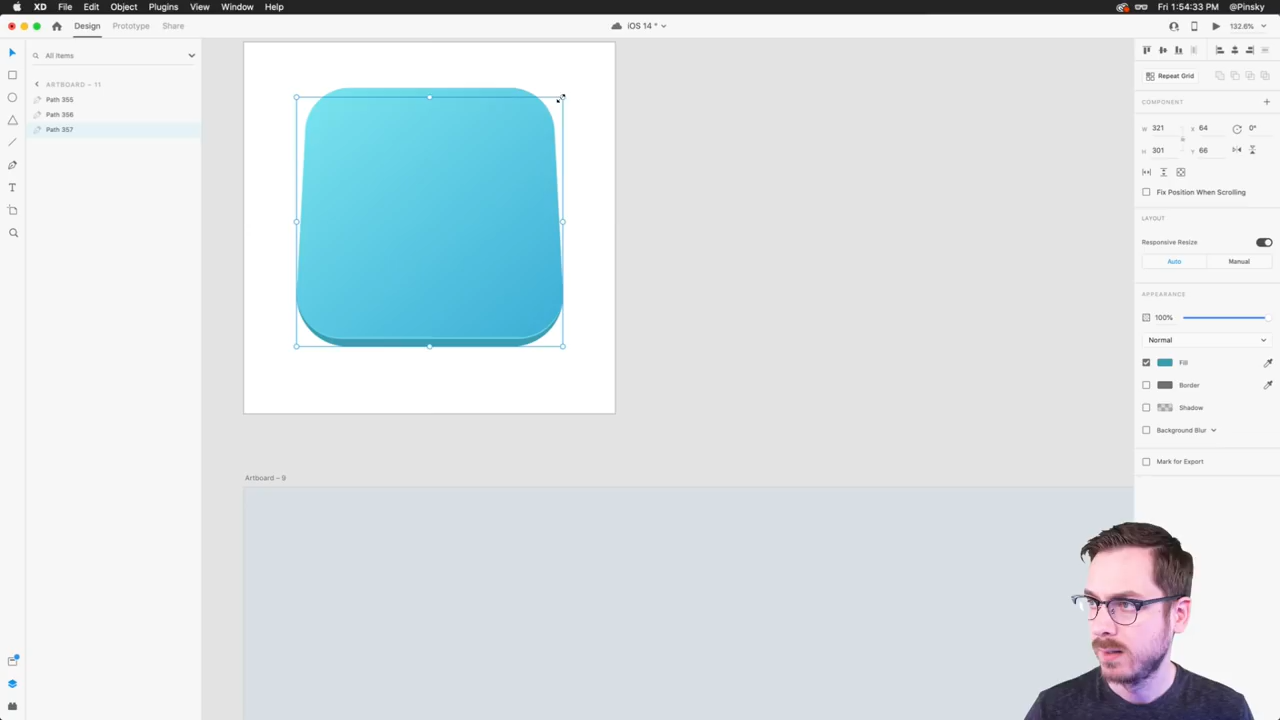 XD File Edit Object Plugins View Window Help
Fri 1:54:33 PM @Pinsky
Design Prototype Share
iOS 14 *
132.6%
All Items
ARTBOARD – 11
Path 355
Path 356
Path 357
Artboard – 9
Repeat Grid
COMPONENT
W 321 X 64 0°
H 301 Y 66
Fix Position When Scrolling
LAYOUT
Responsive Resize
Auto Manual
APPEARANCE
100%
Normal
Fill
Border
Shadow
Background Blur
Mark for Export